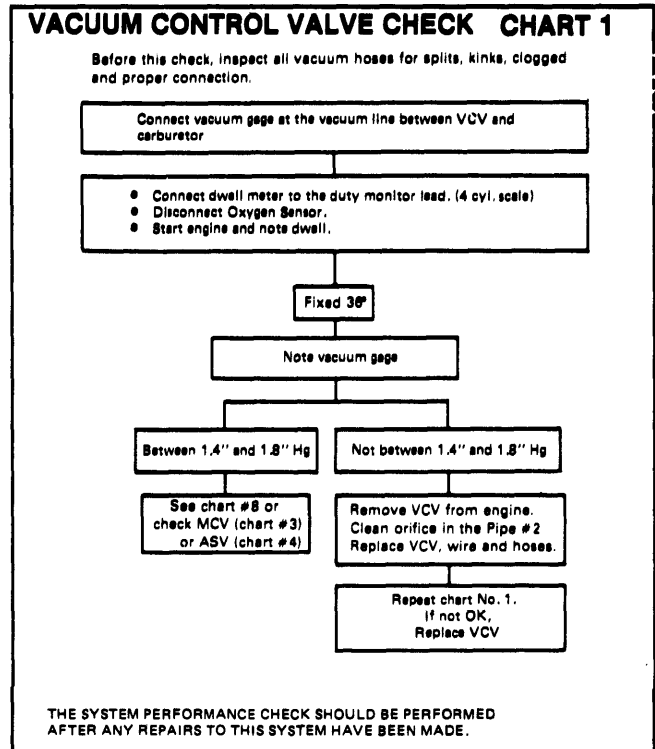 VACUUM CONTROL VALVE CHECK CHART 1
Before this check, inspect all vacuum hoses for splits, kinks, clogged
and proper connection.
Connect vacuum gage at the vacuum line between VCV and
carburetor
● Connect dwell meter to the duty monitor lead. (4 cyl. scale)
● Disconnect Oxygen Sensor.
● Start engine and note dwell.
Fixed 36°
Note vacuum gage
Between 1.4" and 1.8" Hg
See chart #8 or
check MCV (chart #3)
or ASV (chart #4)
Not between 1.4" and 1.8" Hg
Remove VCV from engine.
Clean orifice in the Pipe #2
Replace VCV, wire and hoses.
Repeat chart No. 1.
If not OK,
Replace VCV
THE SYSTEM PERFORMANCE CHECK SHOULD BE PERFORMED
AFTER ANY REPAIRS TO THIS SYSTEM HAVE BEEN MADE.